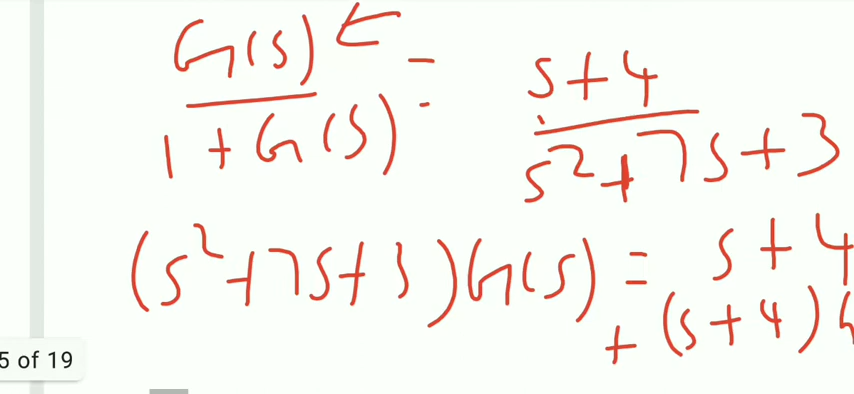 G(s) / 1 + G(s) = s+4 / s²+7s+3
(s²+7s+3)G(s) = s+4
+ (s+4)
5 of 19